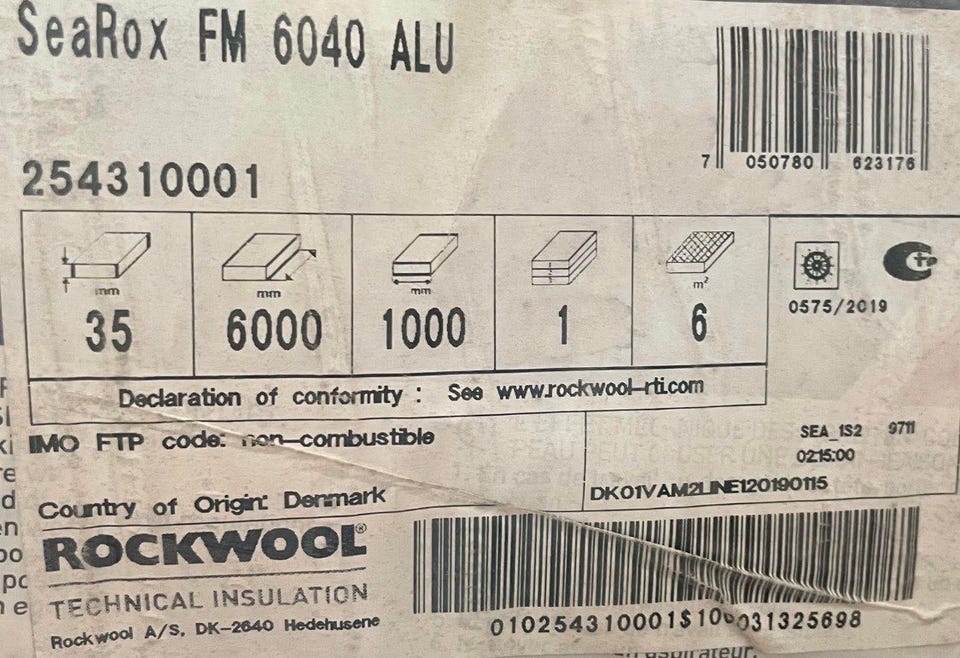 SeaRox FM 6040 ALU
7 050780 623176
254310001
mm mm mm m²
35 6000 1000 1 6
0575/2019
Declaration of conformity : See www.rockwool-rti.com
IMO FTP code: non-combustible
SEA_1S2 9711
02:15:00
Country of Origin: Denmark
DK01VAM2LINE120190115
ROCKWOOL®
TECHNICAL INSULATION
Rockwool A/S, DK-2640 Hedehusene